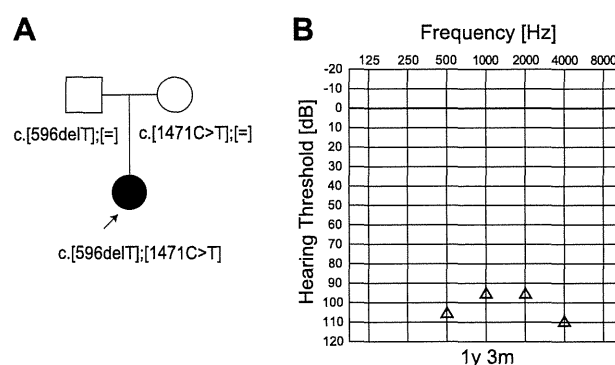 A
c.[596delT];[=]
c.[1471C>T];[=]
c.[596delT];[1471C>T]
B
Frequency [Hz]
125 250 500 1000 2000 4000 8000
Hearing Threshold [dB]
-20
-10
0
10
20
30
40
50
60
70
80
90
100
110
120
1y 3m